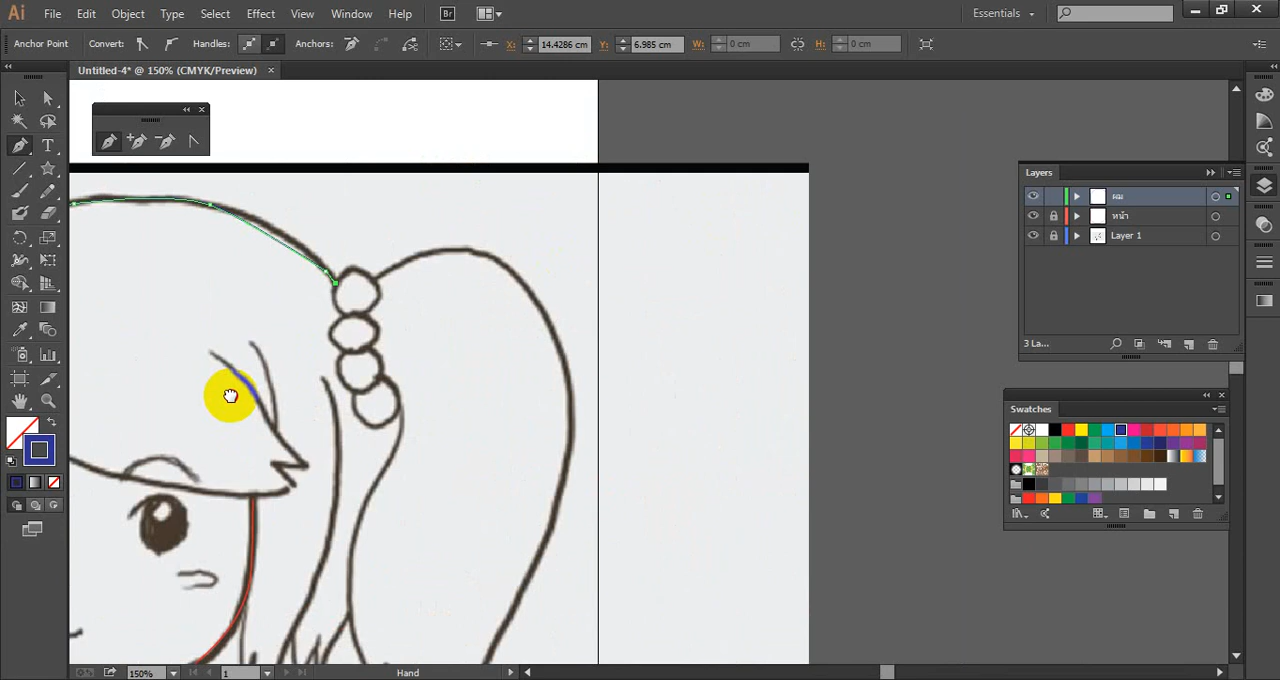 Ai File Edit Object Type Select Effect View Window Help Br Essentials
Anchor Point Convert: Handles: Anchors: X: 14.4286 cm Y: 6.985 cm W: 0 cm H: 0 cm
Untitled-4* @ 150% (CMYK/Preview)
Layers
ผม
หน้า
Layer 1
3 La...
Swatches
150% 1 Hand